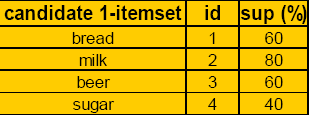 candidate 1-itemset id sup (%)
bread 1 60
milk 2 80
beer 3 60
sugar 4 40